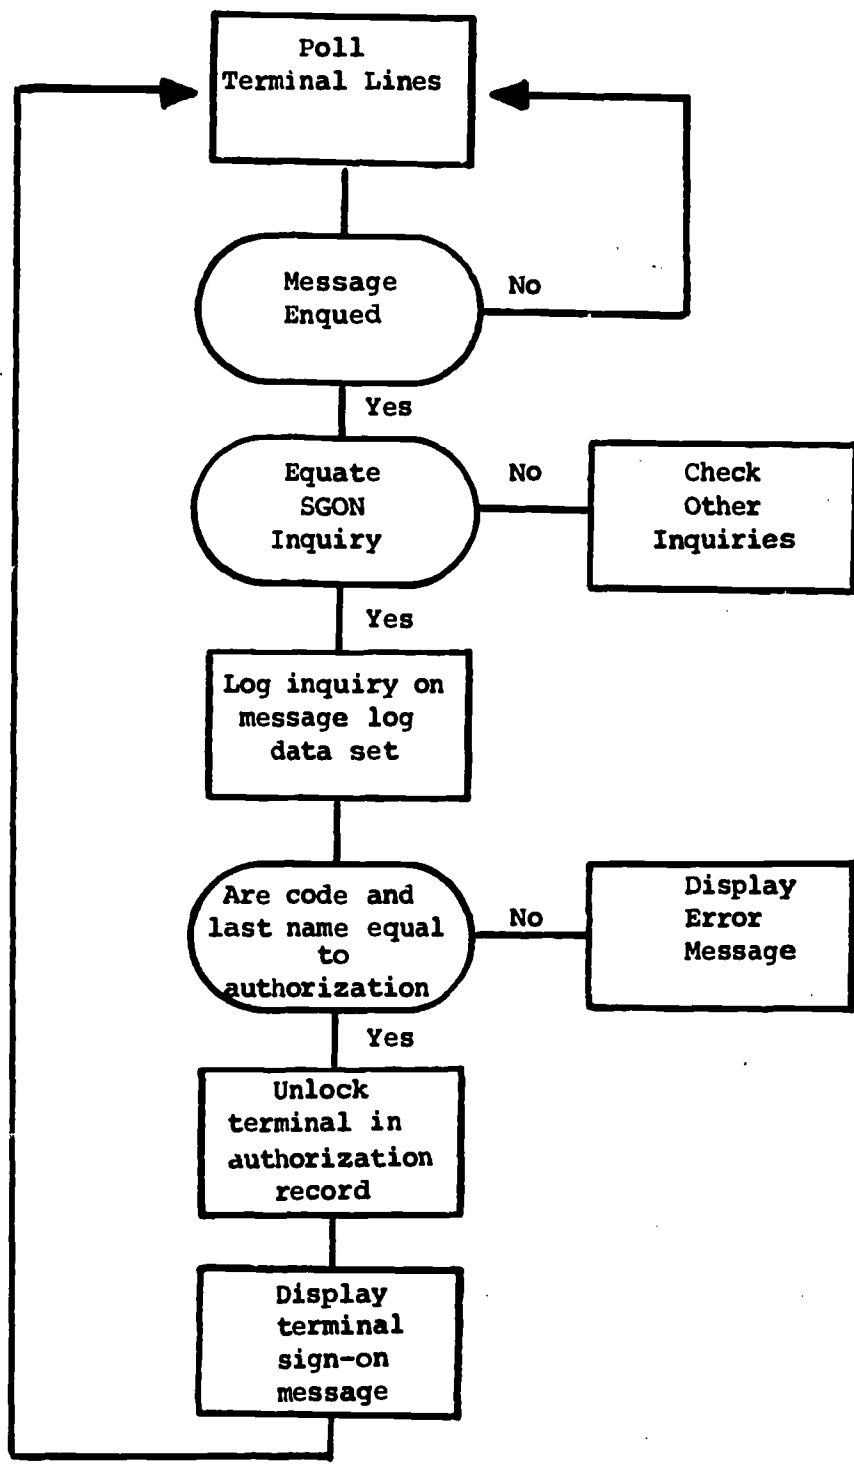 Poll
Terminal Lines
Message
Enqued
No
Yes
Equate
SGON
Inquiry
No
Check
Other
Inquiries
Yes
Log inquiry on
message log
data set
Are code and
last name equal
to
authorization
No
Display
Error
Message
Yes
Unlock
terminal in
authorization
record
Display
terminal
sign-on
message